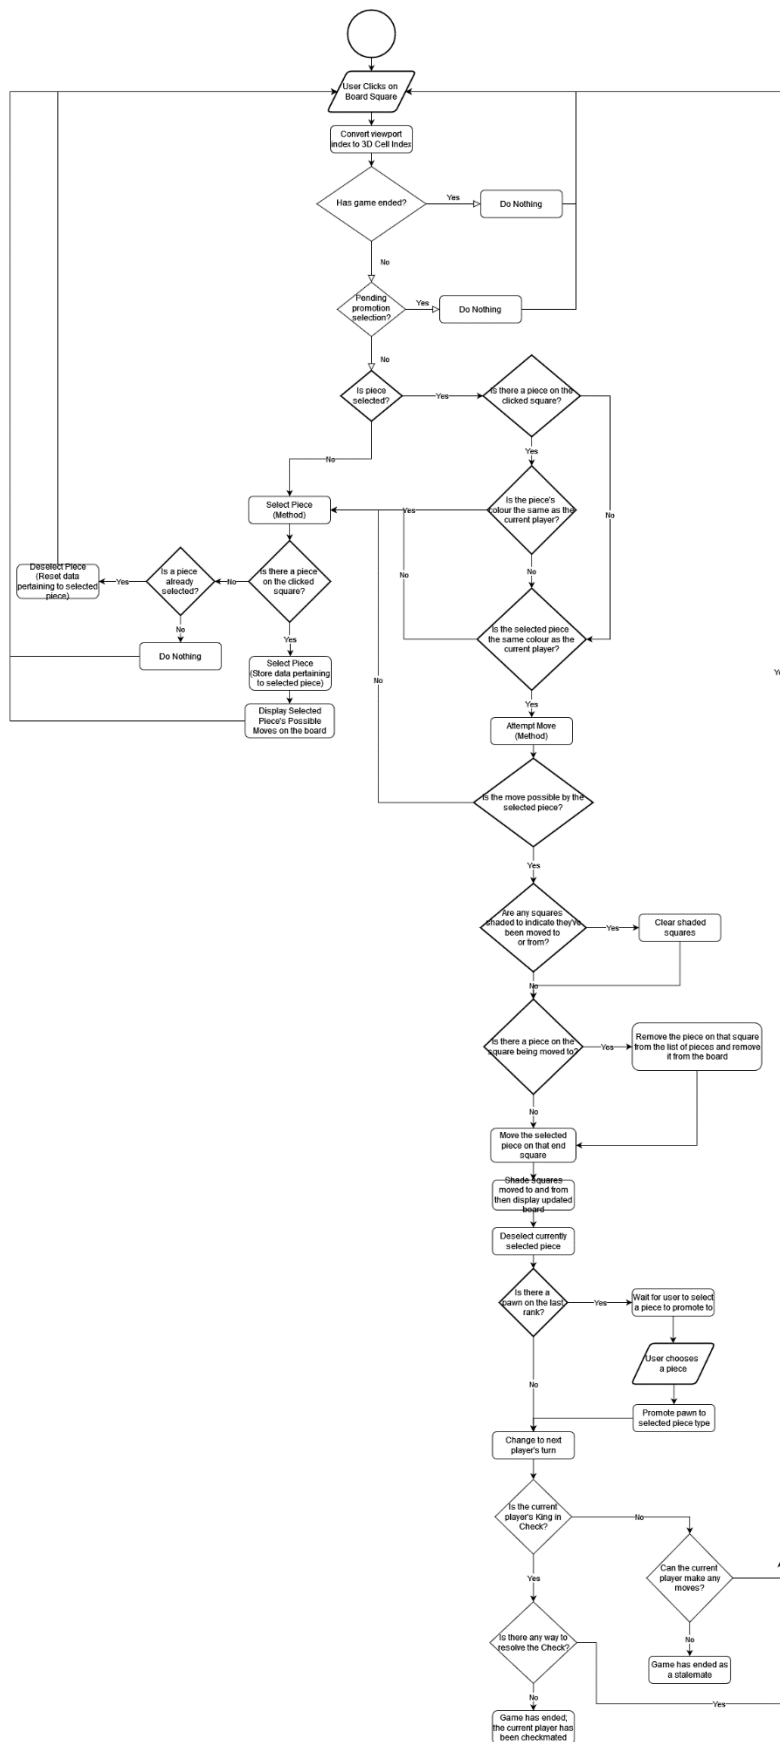 User Clicks on
Board Square
Convert viewport
index to 3D Cell Index
Has game ended?
Yes
Do Nothing
No
Pending
promotion
selection?
Yes
Do Nothing
No
Is piece
selected?
Yes
Is there a piece on the
clicked square?
No
Yes
No
Select Piece
(Method)
Yes
Is the piece's
colour the same as the
current player?
No
No
Deselect Piece
(Reset data
pertaining to selected
piece)
Yes
Is a piece
already
selected?
No
Is there a piece
on the clicked
square?
No
Do Nothing
Yes
Select Piece
(Store data pertaining
to selected piece)
Display Selected
Piece's Possible
Moves on the board
Is the selected piece
the same colour as the
current player?
No
Yes
Attempt Move
(Method)
Is the move possible by the
selected piece?
Yes
Are any squares
shaded to indicate they've
been moved to
or from?
Yes
Clear shaded
squares
No
Is there a piece on the
square being moved to?
Yes
Remove the piece on that square
from the list of pieces and remove
it from the board
No
Move the selected
piece on that end
square
Shade squares
moved to and from
then display updated
board
Deselect currently
selected piece
Is there a
pawn on the last
rank?
Yes
Wait for user to select
a piece to promote to
User chooses
a piece
No
Promote pawn to
selected piece type
Change to next
player's turn
Is the current
player's King in
Check?
No
Can the current
player make any
moves?
Yes
No
Game has ended as
a stalemate
Is there any way to
resolve the Check?
Yes
No
Game has ended;
the current player has
been checkmated